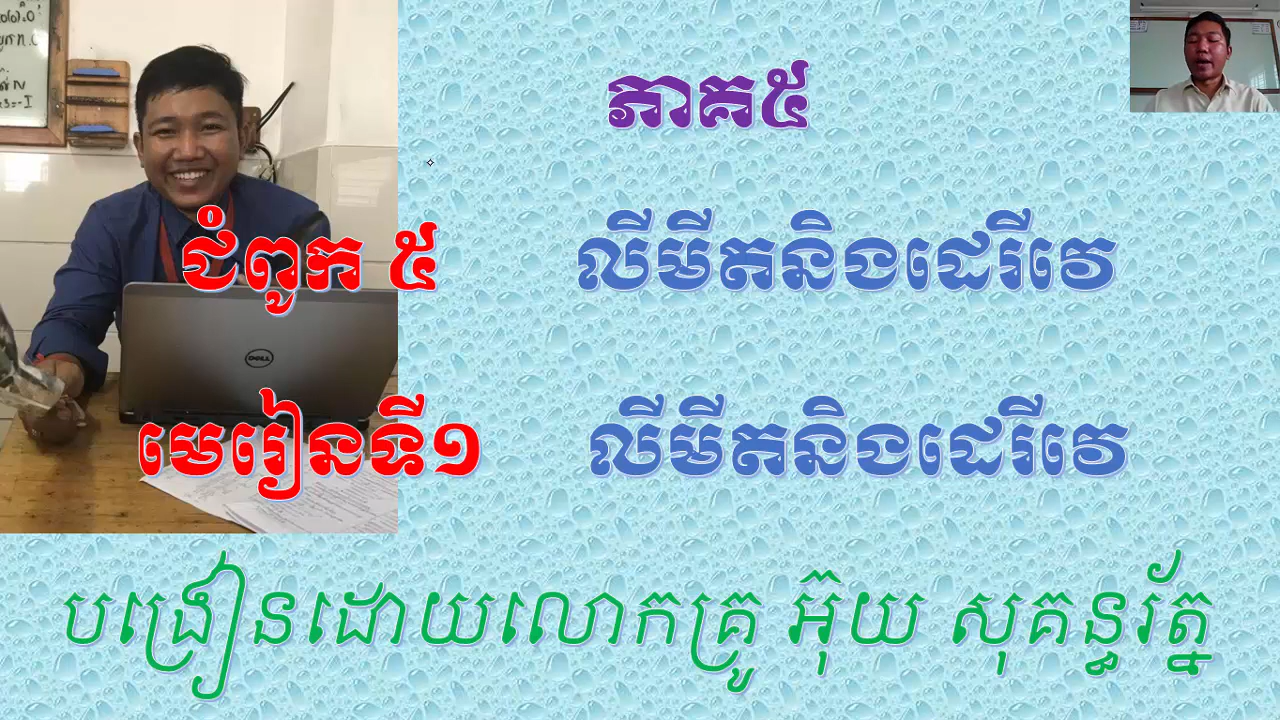 ភាគ៥
ជំពូក ៥ លីមីតនិងដេរីវេ
មេរៀនទី១ លីមីតនិងដេរីវេ
បង្រៀនដោយលោកគ្រូ អ៊ុយ សុគន្ធរ័ត្ន
DELL